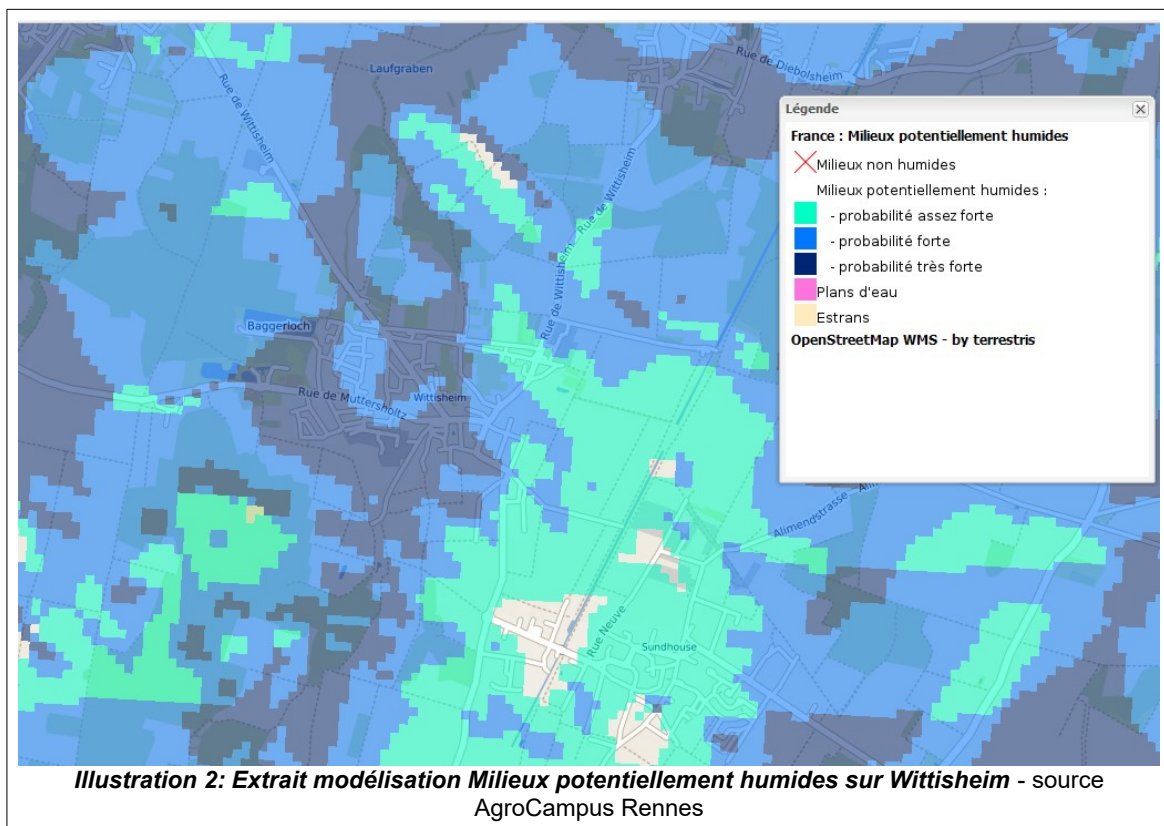 Rue de Wittisheim
Laufgraben
Rue de Diebolsheim
Rue de Wittisheim
Rue de Wittisheim
Baggerloch
Rue de Muttersholtz
Wittisheim
Alimendstrasse
Rue Neuve
Sundhouse
Légende
France : Milieux potentiellement humides
Milieux non humides
Milieux potentiellement humides :
- probabilité assez forte
- probabilité forte
- probabilité très forte
Plans d'eau
Estrans
OpenStreetMap WMS - by terrestris
Illustration 2: Extrait modélisation Milieux potentiellement humides sur Wittisheim - source
AgroCampus Rennes